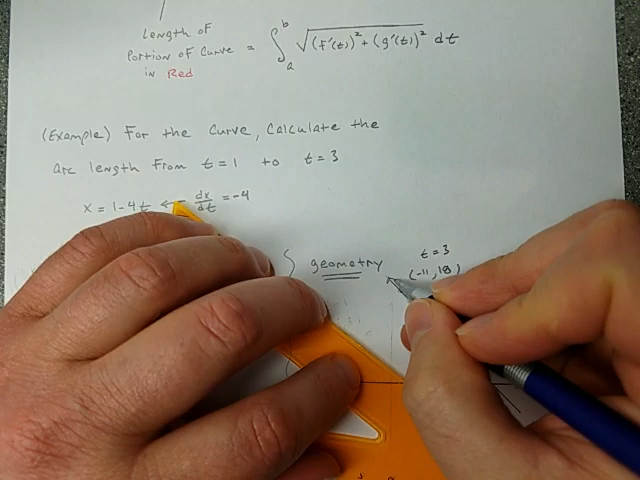 Length of
Portion of Curve = ∫ₐᵇ √(f'(t))² + (g'(t))² dt
in Red
(Example) For the Curve, Calculate the
arc length From t = 1 to t = 3
x = 1 - 4t ← dx/dt = -4
geometry
t = 3
(-11, 18)